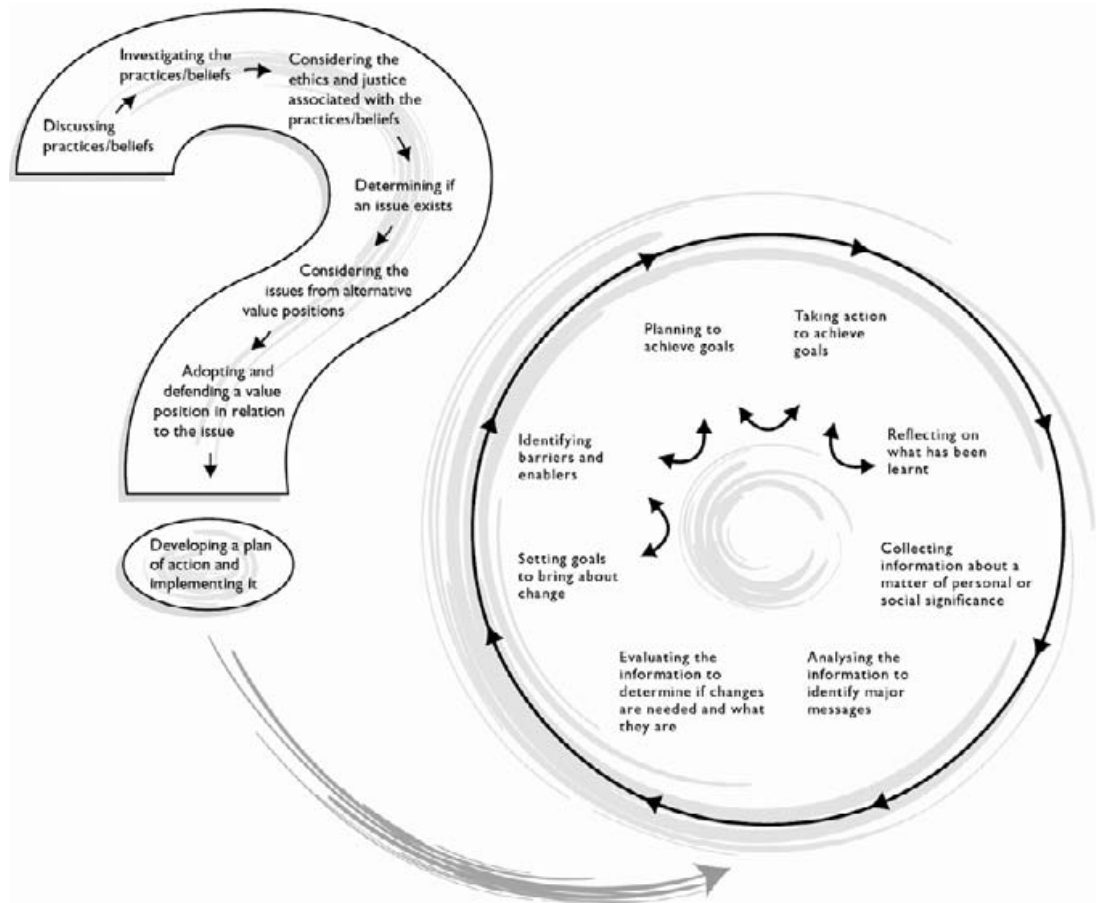 Discussing
practices/beliefs
Investigating the
practices/beliefs
Considering the
ethics and justice
associated with the
practices/beliefs
Determining if
an issue exists
Considering the
issues from alternative
value positions
Adopting and
defending a value
position in relation
to the issue
Developing a plan
of action and
implementing it
Planning to
achieve goals
Taking action
to achieve
goals
Reflecting on
what has been
learnt
Collecting
information about a
matter of personal or
social significance
Analysing the
information to
identify major
messages
Evaluating the
information to
determine if changes
are needed and what
they are
Setting goals
to bring about
change
Identifying
barriers and
enablers